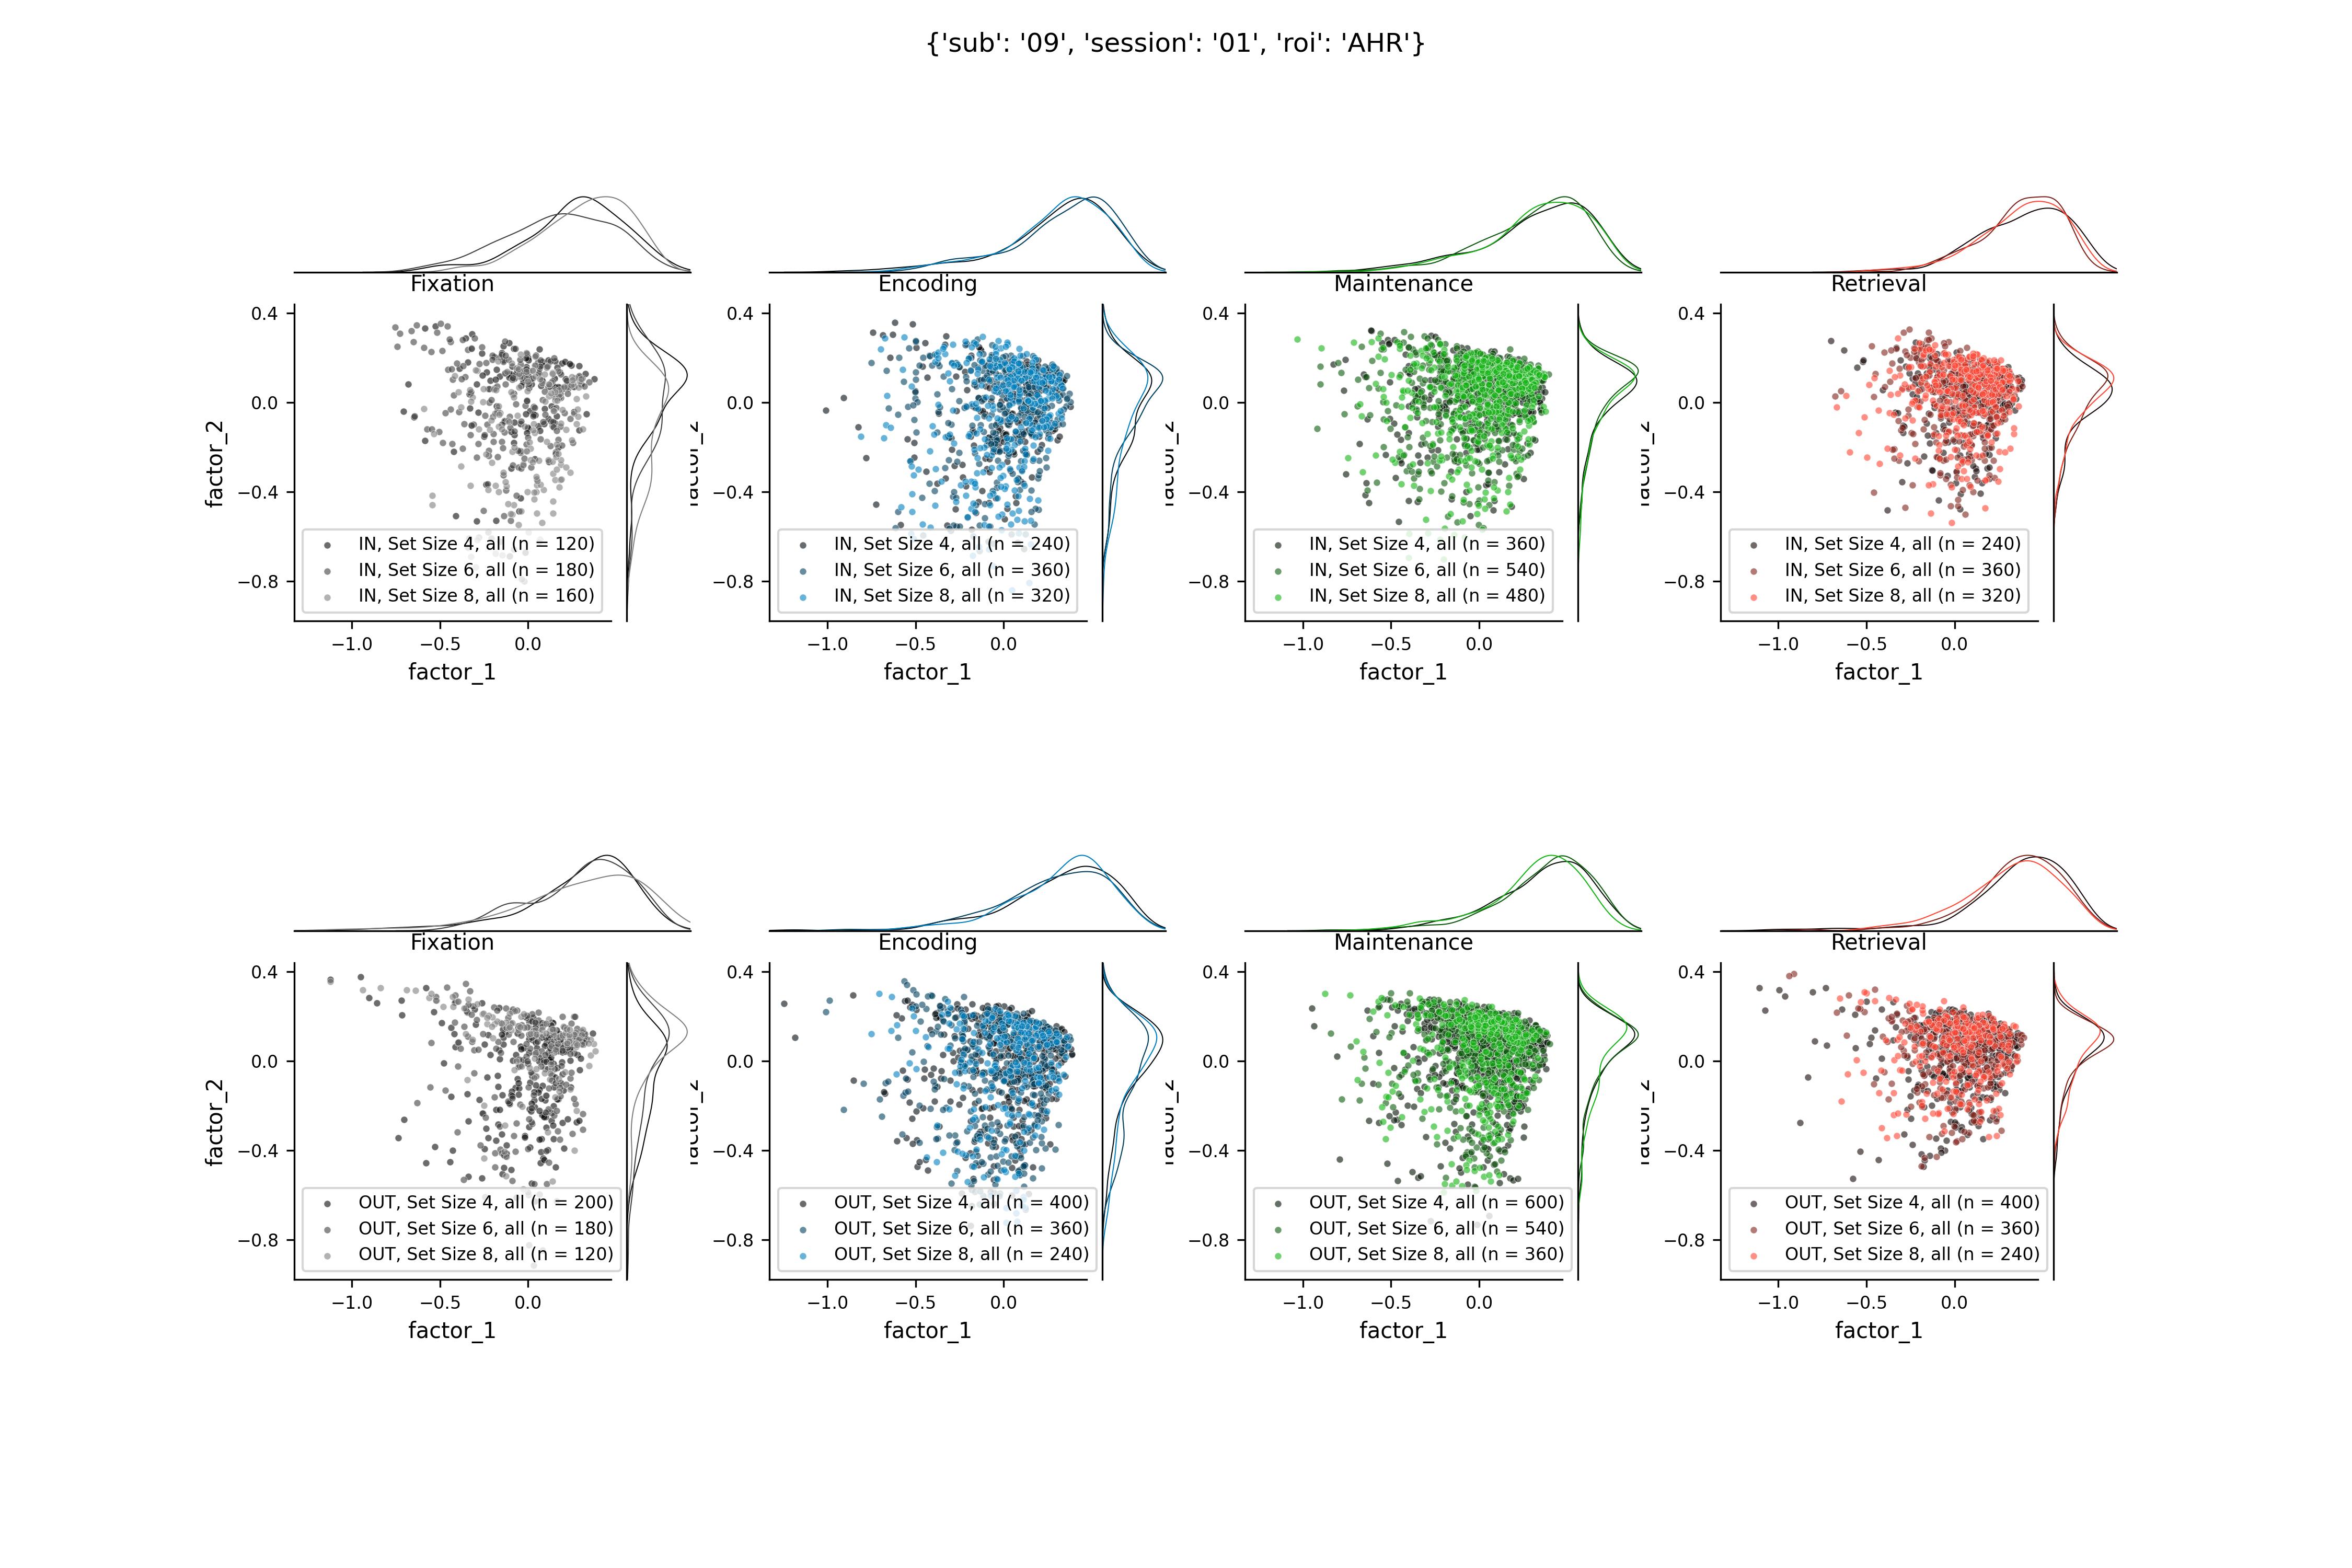 {'sub': '09', 'session': '01', 'roi': 'AHR'}
Fixation
Encoding
Maintenance
Retrieval
0.4
0.0
−0.4
−0.8
factor_2
IN, Set Size 4, all (n = 120)
IN, Set Size 6, all (n = 180)
IN, Set Size 8, all (n = 160)
−1.0 −0.5 0.0
factor_1
0.4
0.0
−0.4
−0.8
factor_2
IN, Set Size 4, all (n = 240)
IN, Set Size 6, all (n = 360)
IN, Set Size 8, all (n = 320)
−1.0 −0.5 0.0
factor_1
0.4
0.0
−0.4
−0.8
factor_2
IN, Set Size 4, all (n = 360)
IN, Set Size 6, all (n = 540)
IN, Set Size 8, all (n = 480)
−1.0 −0.5 0.0
factor_1
0.4
0.0
−0.4
−0.8
factor_2
IN, Set Size 4, all (n = 240)
IN, Set Size 6, all (n = 360)
IN, Set Size 8, all (n = 320)
−1.0 −0.5 0.0
factor_1
Fixation
Encoding
Maintenance
Retrieval
0.4
0.0
−0.4
−0.8
factor_2
OUT, Set Size 4, all (n = 200)
OUT, Set Size 6, all (n = 180)
OUT, Set Size 8, all (n = 120)
−1.0 −0.5 0.0
factor_1
0.4
0.0
−0.4
−0.8
factor_2
OUT, Set Size 4, all (n = 400)
OUT, Set Size 6, all (n = 360)
OUT, Set Size 8, all (n = 240)
−1.0 −0.5 0.0
factor_1
0.4
0.0
−0.4
−0.8
factor_2
OUT, Set Size 4, all (n = 600)
OUT, Set Size 6, all (n = 540)
OUT, Set Size 8, all (n = 360)
−1.0 −0.5 0.0
factor_1
0.4
0.0
−0.4
−0.8
factor_2
OUT, Set Size 4, all (n = 400)
OUT, Set Size 6, all (n = 360)
OUT, Set Size 8, all (n = 240)
−1.0 −0.5 0.0
factor_1